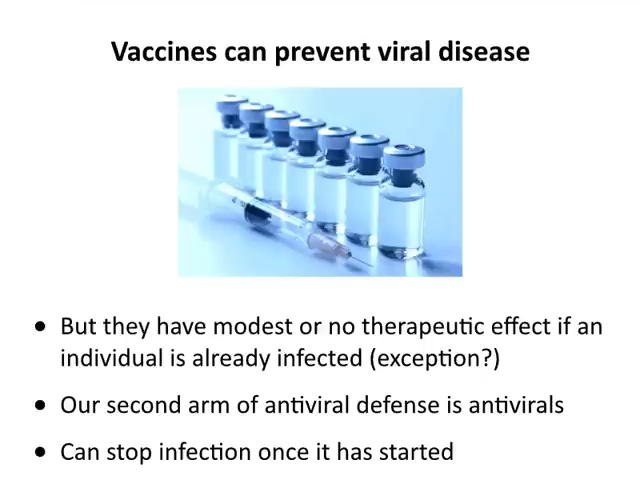 Vaccines can prevent viral disease
• But they have modest or no therapeutic effect if an
individual is already infected (exception?)
• Our second arm of antiviral defense is antivirals
• Can stop infection once it has started